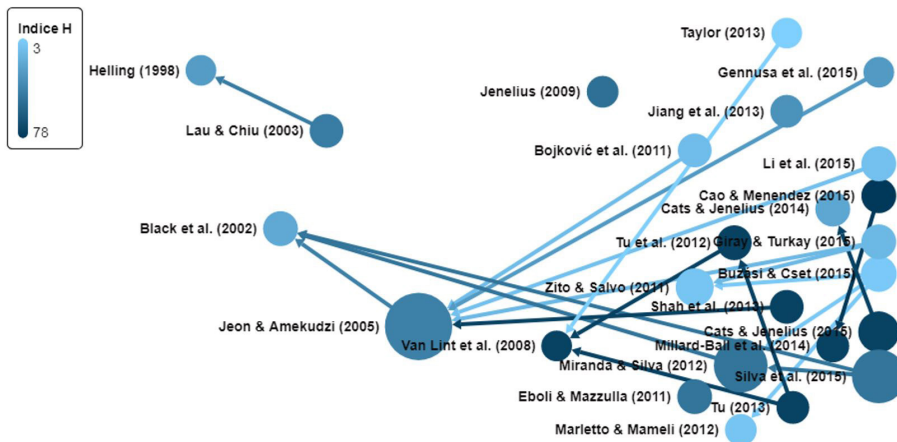 Indice H
3
78
Taylor (2013)
Helling (1998)
Gennusa et al. (2015)
Jenelius (2009)
Jiang et al. (2013)
Lau & Chiu (2003)
Bojković et al. (2011)
Li et al. (2015)
Cao & Menendez (2015)
Cats & Jenelius (2014)
Black et al. (2002)
Tu et al. (2012)
Giray & Turkay (2015)
Buzási & Cset (2015)
Zito & Salvo (2011)
Shah et al. (2013)
Jeon & Amekudzi (2005)
Cats & Jenelius (2015)
Van Lint et al. (2008)
Millard-Ball et al. (2014)
Miranda & Silva (2012)
Silva et al. (2015)
Eboli & Mazzulla (2011)
Tu (2013)
Marletto & Mameli (2012)